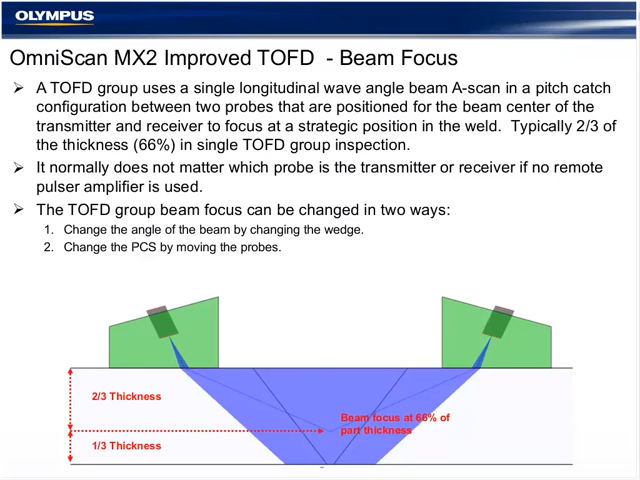 OLYMPUS
OmniScan MX2 Improved TOFD - Beam Focus
➢ A TOFD group uses a single longitudinal wave angle beam A-scan in a pitch catch
configuration between two probes that are positioned for the beam center of the
transmitter and receiver to focus at a strategic position in the weld. Typically 2/3 of
the thickness (66%) in single TOFD group inspection.
➢ It normally does not matter which probe is the transmitter or receiver if no remote
pulser amplifier is used.
➢ The TOFD group beam focus can be changed in two ways:
1. Change the angle of the beam by changing the wedge.
2. Change the PCS by moving the probes.
2/3 Thickness
Beam focus at 66% of
part thickness
1/3 Thickness